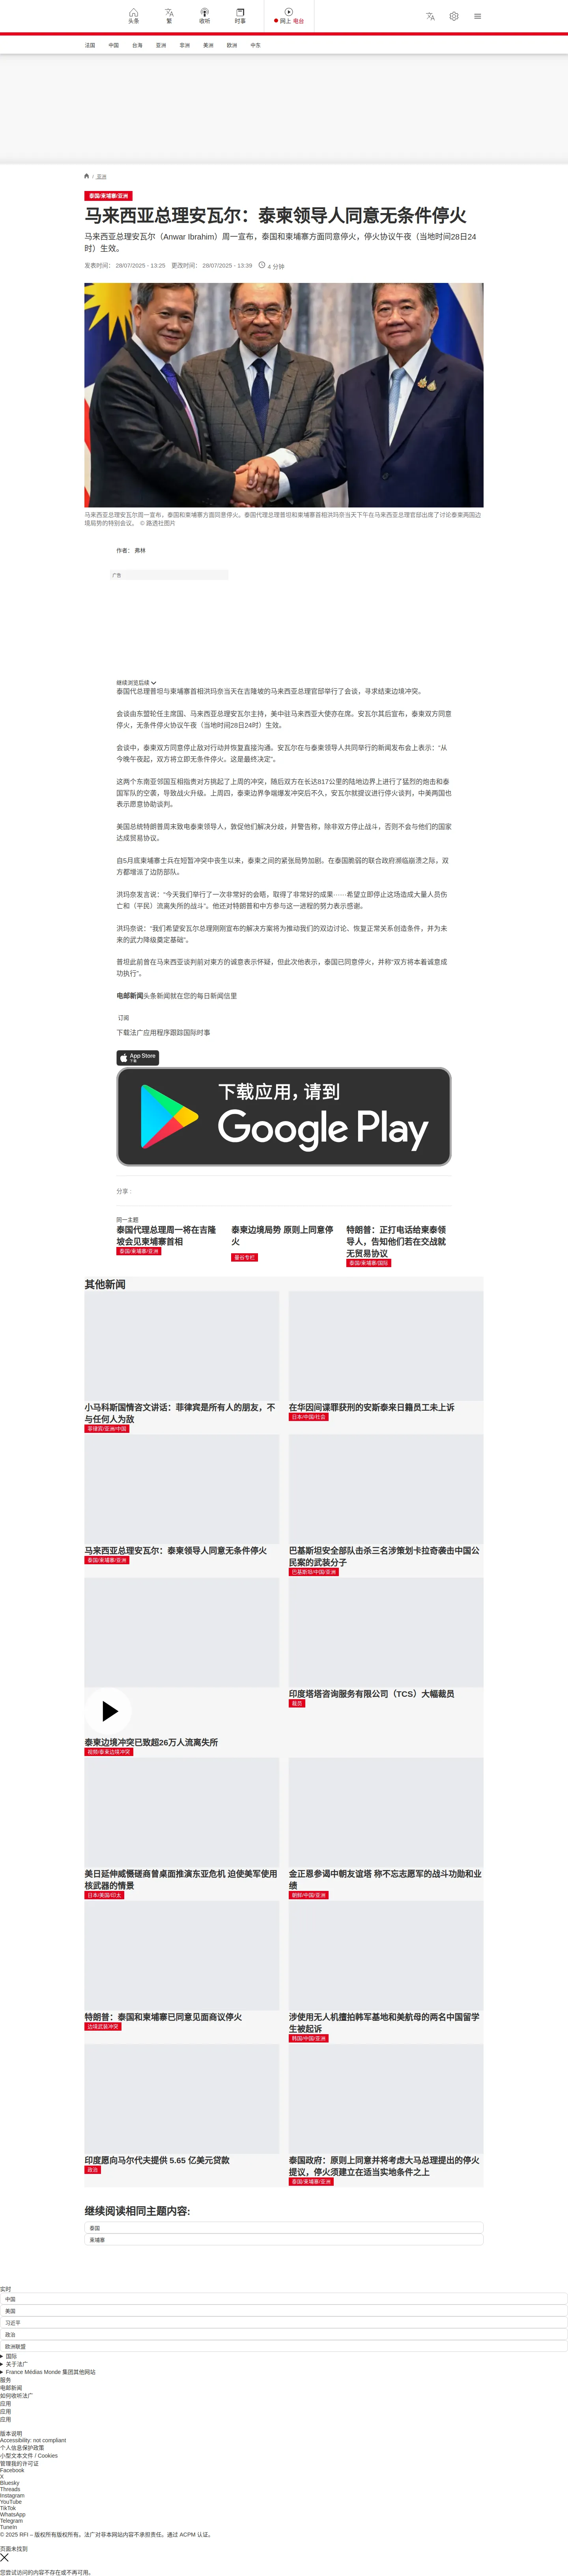 头条
繁
收听
时事
网上 电台
法国
中国
台海
亚洲
非洲
美洲
欧洲
中东
/ 亚洲
泰国/柬埔寨/亚洲
马来西亚总理安瓦尔：泰柬领导人同意无条件停火
马来西亚总理安瓦尔（Anwar Ibrahim）周一宣布，泰国和柬埔寨方面同意停火，停火协议午夜（当地时间28日24
时）生效。
发表时间： 28/07/2025 - 13:25 更改时间： 28/07/2025 - 13:39 4 分钟
马来西亚总理安瓦尔周一宣布，泰国和柬埔寨方面同意停火。泰国代理总理普坦和柬埔寨首相洪玛奈当天下午在马来西亚总理官邸出席了讨论泰柬两国边
境局势的特别会议。 © 路透社图片
作者： 弗林
广告
继续浏览后续
泰国代总理普坦与柬埔寨首相洪玛奈当天在吉隆坡的马来西亚总理官邸举行了会谈，寻求结束边境冲突。
会谈由东盟轮任主席国、马来西亚总理安瓦尔主持，美中驻马来西亚大使亦在席。安瓦尔其后宣布，泰柬双方同意
停火，无条件停火协议午夜（当地时间28日24时）生效。
会谈中，泰柬双方同意停止敌对行动并恢复直接沟通。安瓦尔在与泰柬领导人共同举行的新闻发布会上表示：“从
今晚午夜起，双方将立即无条件停火。这是最终决定”。
这两个东南亚邻国互相指责对方挑起了上周的冲突，随后双方在长达817公里的陆地边界上进行了猛烈的炮击和泰
国军队的空袭，导致战火升级。上周四，泰柬边界争端爆发冲突后不久，安瓦尔就提议进行停火谈判，中美两国也
表示愿意协助谈判。
美国总统特朗普周末致电泰柬领导人，敦促他们解决分歧，并警告称，除非双方停止战斗，否则不会与他们的国家
达成贸易协议。
自5月底柬埔寨士兵在短暂冲突中丧生以来，泰柬之间的紧张局势加剧。在泰国脆弱的联合政府濒临崩溃之际，双
方都增派了边防部队。
洪玛奈发言说：“今天我们举行了一次非常好的会晤，取得了非常好的成果……希望立即停止这场造成大量人员伤
亡和（平民）流离失所的战斗”。他还对特朗普和中方参与这一进程的努力表示感谢。
洪玛奈说：“我们希望安瓦尔总理刚刚宣布的解决方案将为推动我们的双边讨论、恢复正常关系创造条件，并为未
来的武力降级奠定基础”。
普坦此前曾在马来西亚谈判前对柬方的诚意表示怀疑，但此次他表示，泰国已同意停火，并称“双方将本着诚意成
功执行”。
电邮新闻头条新闻就在您的每日新闻信里
订阅
下载法广应用程序跟踪国际时事
App Store
下载
下载应用，请到
Google Play
分享 :
同一主题
泰国代理总理周一将在吉隆
坡会见柬埔寨首相
泰国/柬埔寨/亚洲
泰柬边境局势 原则上同意停
火
曼谷专栏
特朗普：正打电话给柬泰领
导人，告知他们若在交战就
无贸易协议
泰国/柬埔寨/国际
其他新闻
小马科斯国情咨文讲话：菲律宾是所有人的朋友，不
与任何人为敌
菲律宾/亚洲/中国
在华因间谍罪获刑的安斯泰来日籍员工未上诉
日本/中国/社会
马来西亚总理安瓦尔：泰柬领导人同意无条件停火
泰国/柬埔寨/亚洲
巴基斯坦安全部队击杀三名涉策划卡拉奇袭击中国公
民案的武装分子
巴基斯坦/中国/亚洲
泰柬边境冲突已致超26万人流离失所
视频/泰柬边境冲突
印度塔塔咨询服务有限公司（TCS）大幅裁员
裁员
美日延伸威慑磋商曾桌面推演东亚危机 迫使美军使用
核武器的情景
日本/美国/印太
金正恩参谒中朝友谊塔 称不忘志愿军的战斗功勋和业
绩
朝鲜/中国/亚洲
特朗普：泰国和柬埔寨已同意见面商议停火
边境武装冲突
涉使用无人机擅拍韩军基地和美航母的两名中国留学
生被起诉
韩国/中国/亚洲
印度愿向马尔代夫提供 5.65 亿美元贷款
政治
泰国政府：原则上同意并将考虑大马总理提出的停火
提议，停火须建立在适当实地条件之上
泰国/柬埔寨/亚洲
继续阅读相同主题内容:
泰国
柬埔寨
实时
中国
美国
习近平
政治
欧洲联盟
国际
关于法广
France Médias Monde 集团其他网站
服务
电邮新闻
如何收听法广
应用
应用
应用
版本说明
Accessibility: not compliant
个人信息保护政策
小型文本文件 / Cookies
管理我的许可证
Facebook
X
Bluesky
Threads
Instagram
YouTube
TikTok
WhatsApp
Telegram
TuneIn
© 2025 RFI – 版权所有版权所有。法广对非本网站内容不承担责任。通过 ACPM 认证。
页面未找到
您尝试访问的内容不存在或不再可用。